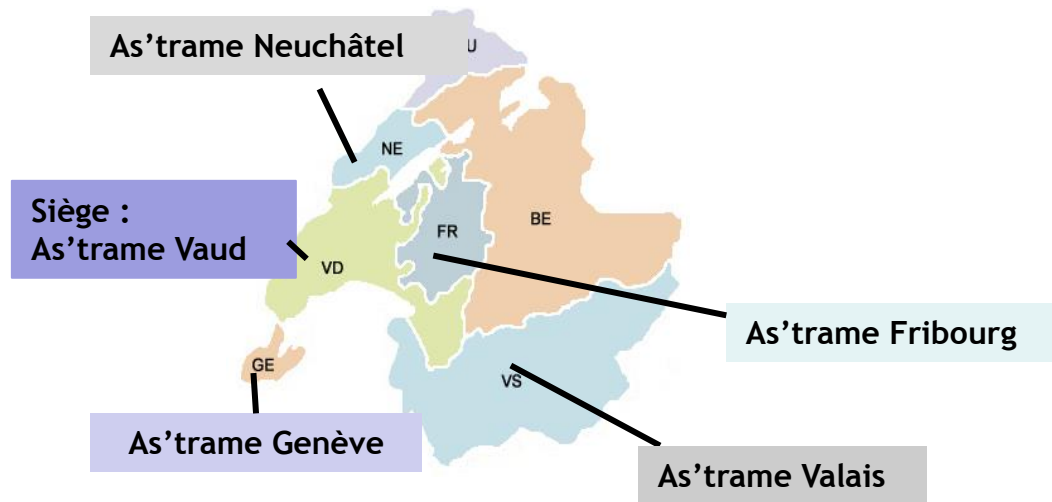 As’trame Neuchâtel
U
NE
Siège :
As’trame Vaud
BE
FR
VD
As’trame Fribourg
GE
VS
As’trame Genève
As’trame Valais